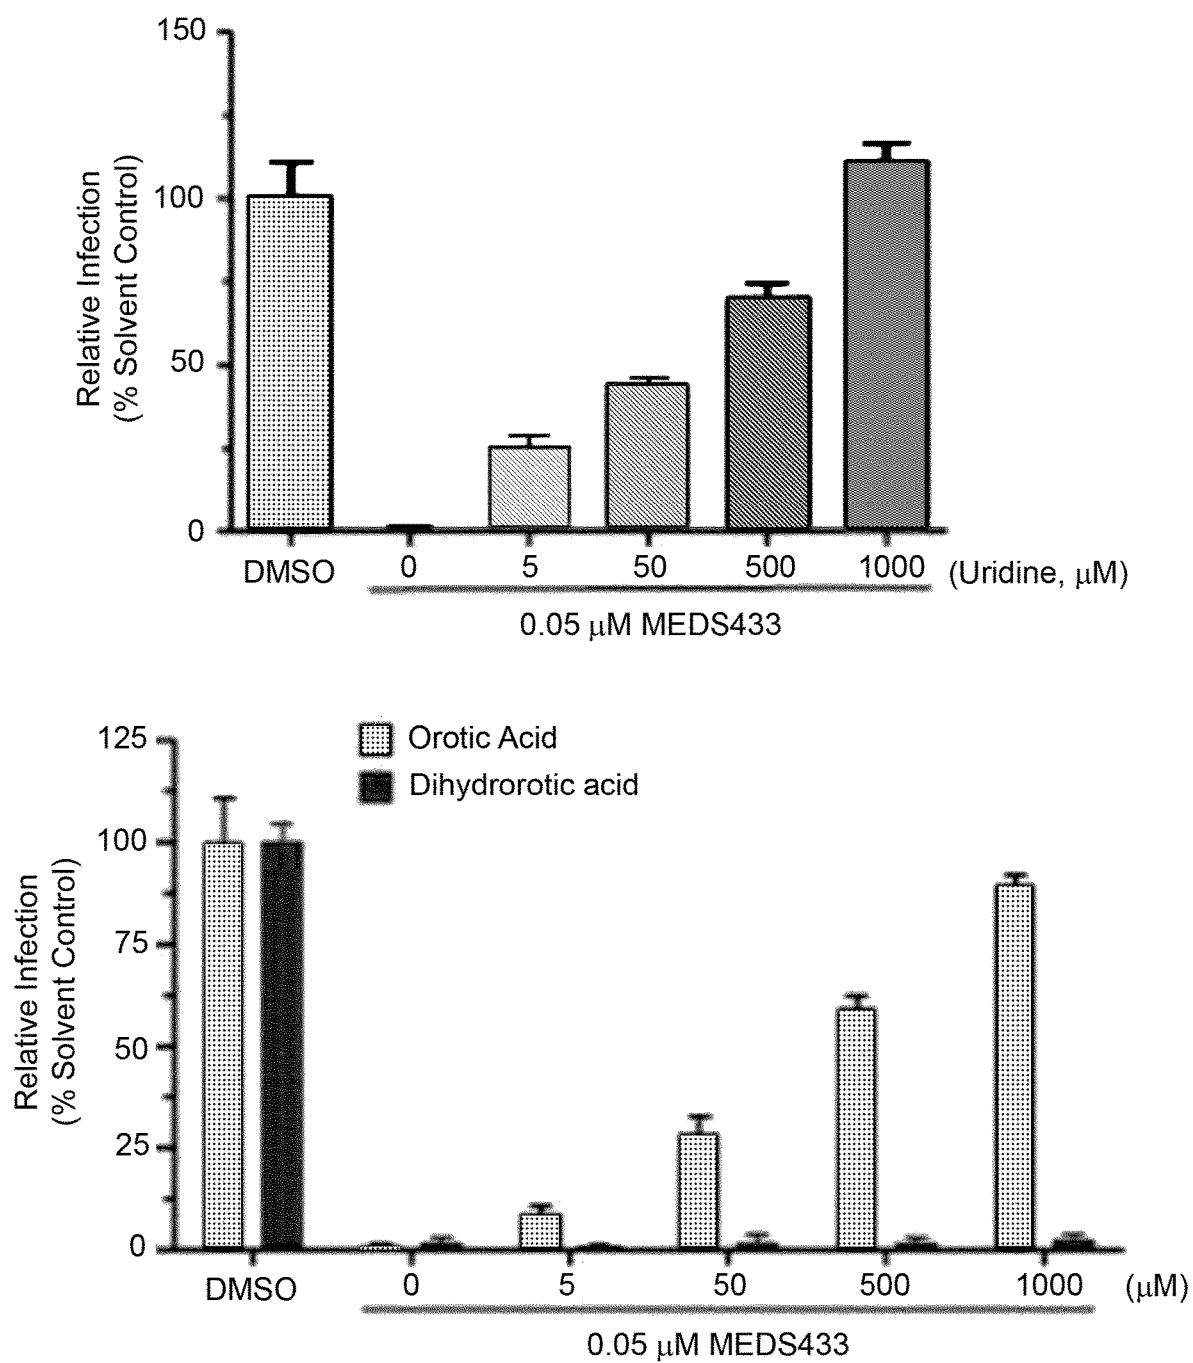 150
100
50
0
Relative Infection
(% Solvent Control)
DMSO 0 5 50 500 1000 (Uridine, μM)
0.05 μM MEDS433
Orotic Acid
Dihydrorotic acid
125
100
75
50
25
0
Relative Infection
(% Solvent Control)
DMSO 0 5 50 500 1000 (μM)
0.05 μM MEDS433